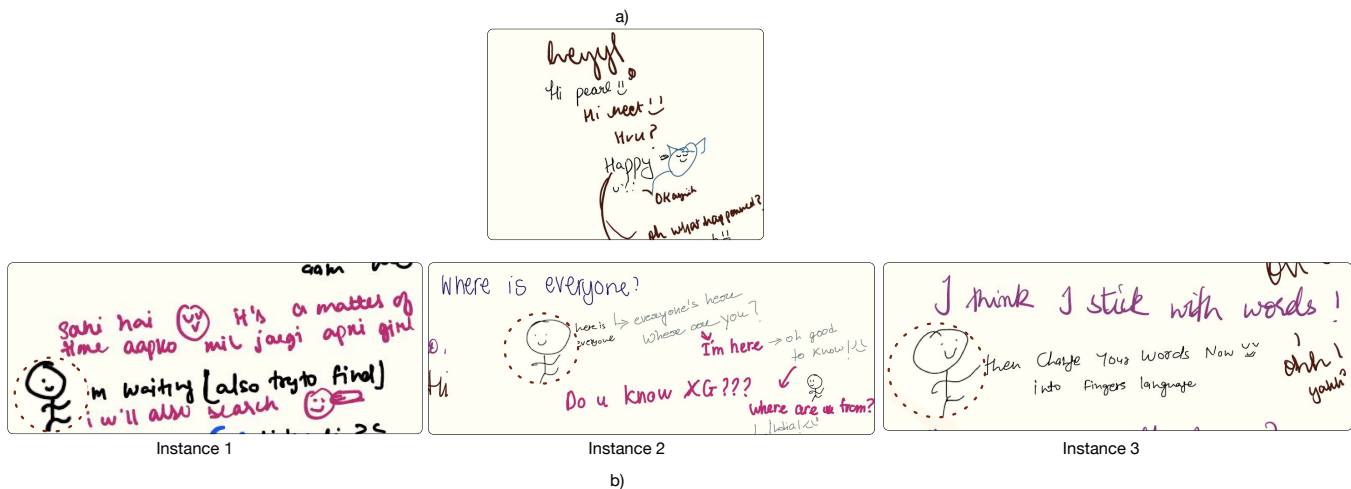 a)
heyy!
Hi pearl
Hi neet
Hru?
Happy
OKayiiii
oh what happened?
Sahi hai it's a matter of
time aapko mil jaegi apni girl
m waiting [also try to find]
i w'll also search
Where is everyone?
here is everyone
everyone's here
Where are you?
I'm here
oh good
to know!
Do u know XG???
Where are u from?
India!
Hi
I think I stick with words!
then Change Your Words Now
into fingers language
ohh!
yahh?
Instance 1
Instance 2
Instance 3
b)